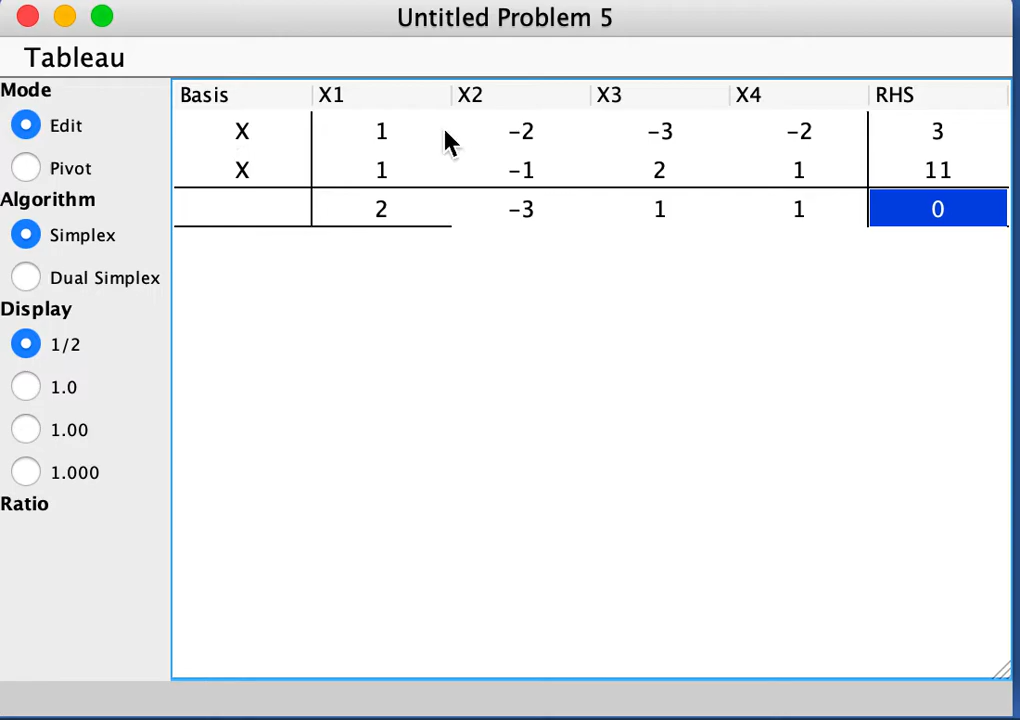 Untitled Problem 5
Tableau
Mode
Edit
Pivot
Algorithm
Simplex
Dual Simplex
Display
1/2
1.0
1.00
1.000
Ratio
Basis X1 X2 X3 X4 RHS
X 1 -2 -3 -2 3
X 1 -1 2 1 11
2 -3 1 1 0